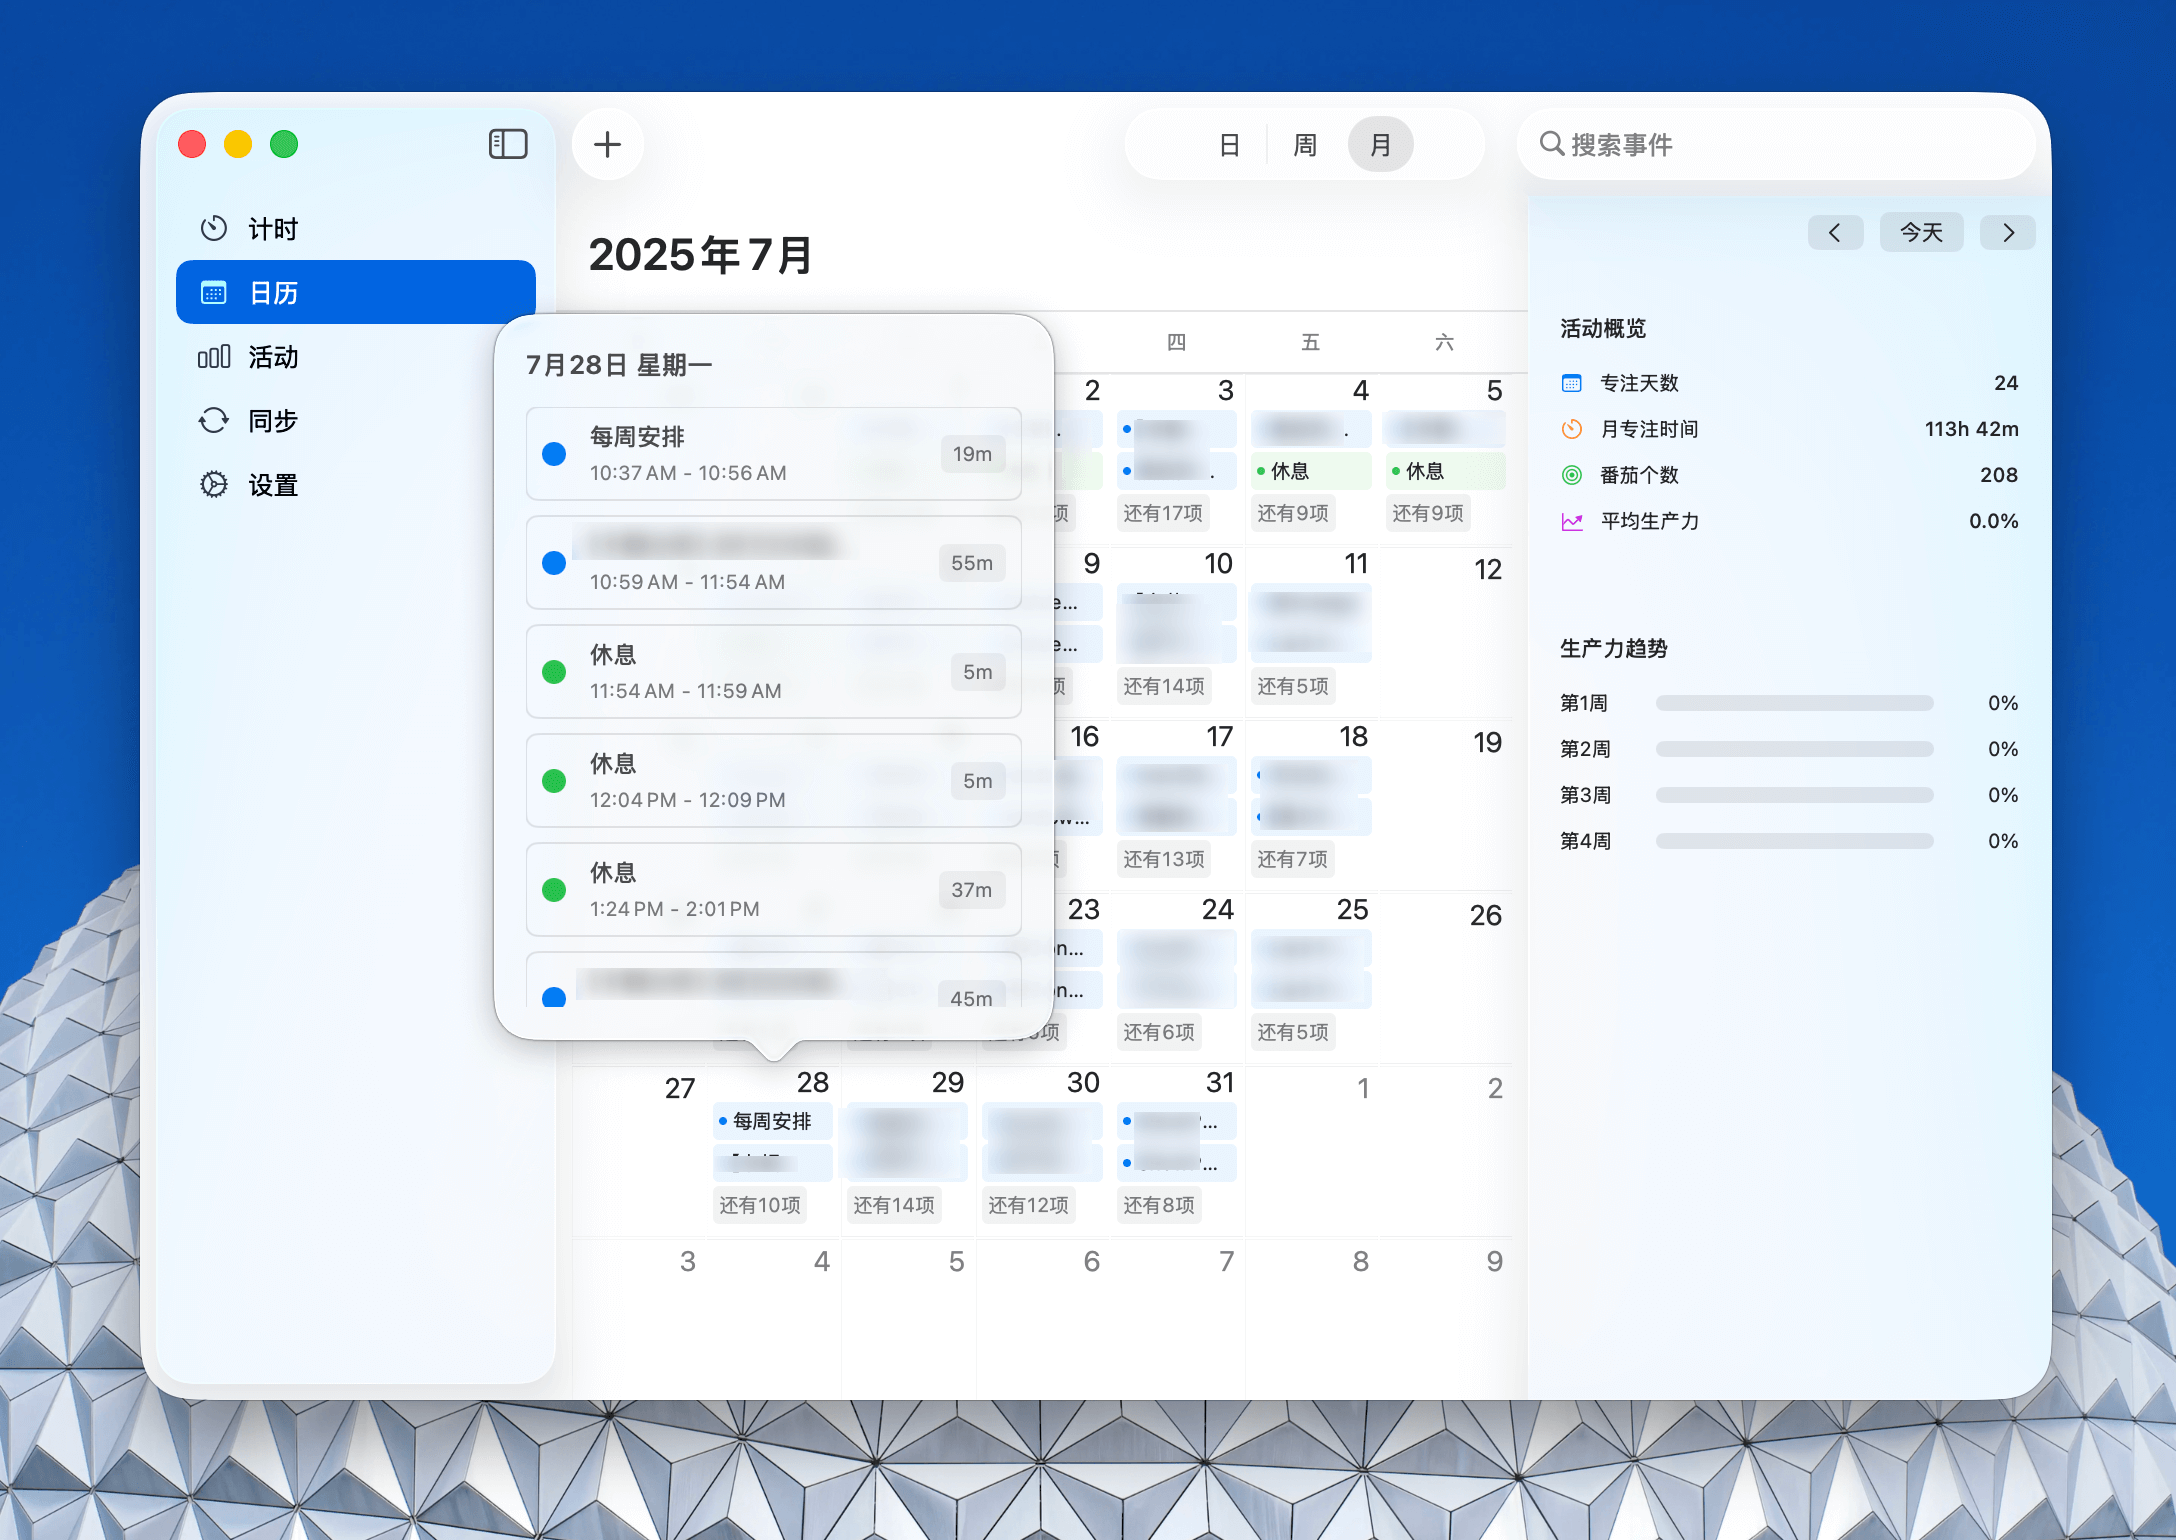 计时
日历
活动
同步
设置
日 周 月
搜索事件
2025年7月
今天
四 五 六
7月28日 星期一
每周安排
10:37 AM - 10:56 AM
19m
10:59 AM - 11:54 AM
55m
休息
11:54 AM - 11:59 AM
5m
休息
12:04 PM - 12:09 PM
5m
休息
1:24 PM - 2:01 PM
37m
45m
2 3 4 5
休息 休息
项 还有17项 还有9项 还有9项
9 10 11 12
e...
e...
还有14项 还有5项
16 17 18 19
w...
还有13项 还有7项
23 24 25 26
on...
on...
项 还有6项 还有5项
27 28 29 30 31 1 2
每周安排
还有10项 还有14项 还有12项 还有8项
3 4 5 6 7 8 9
活动概览
专注天数 24
月专注时间 113h 42m
番茄个数 208
平均生产力 0.0%
生产力趋势
第1周 0%
第2周 0%
第3周 0%
第4周 0%